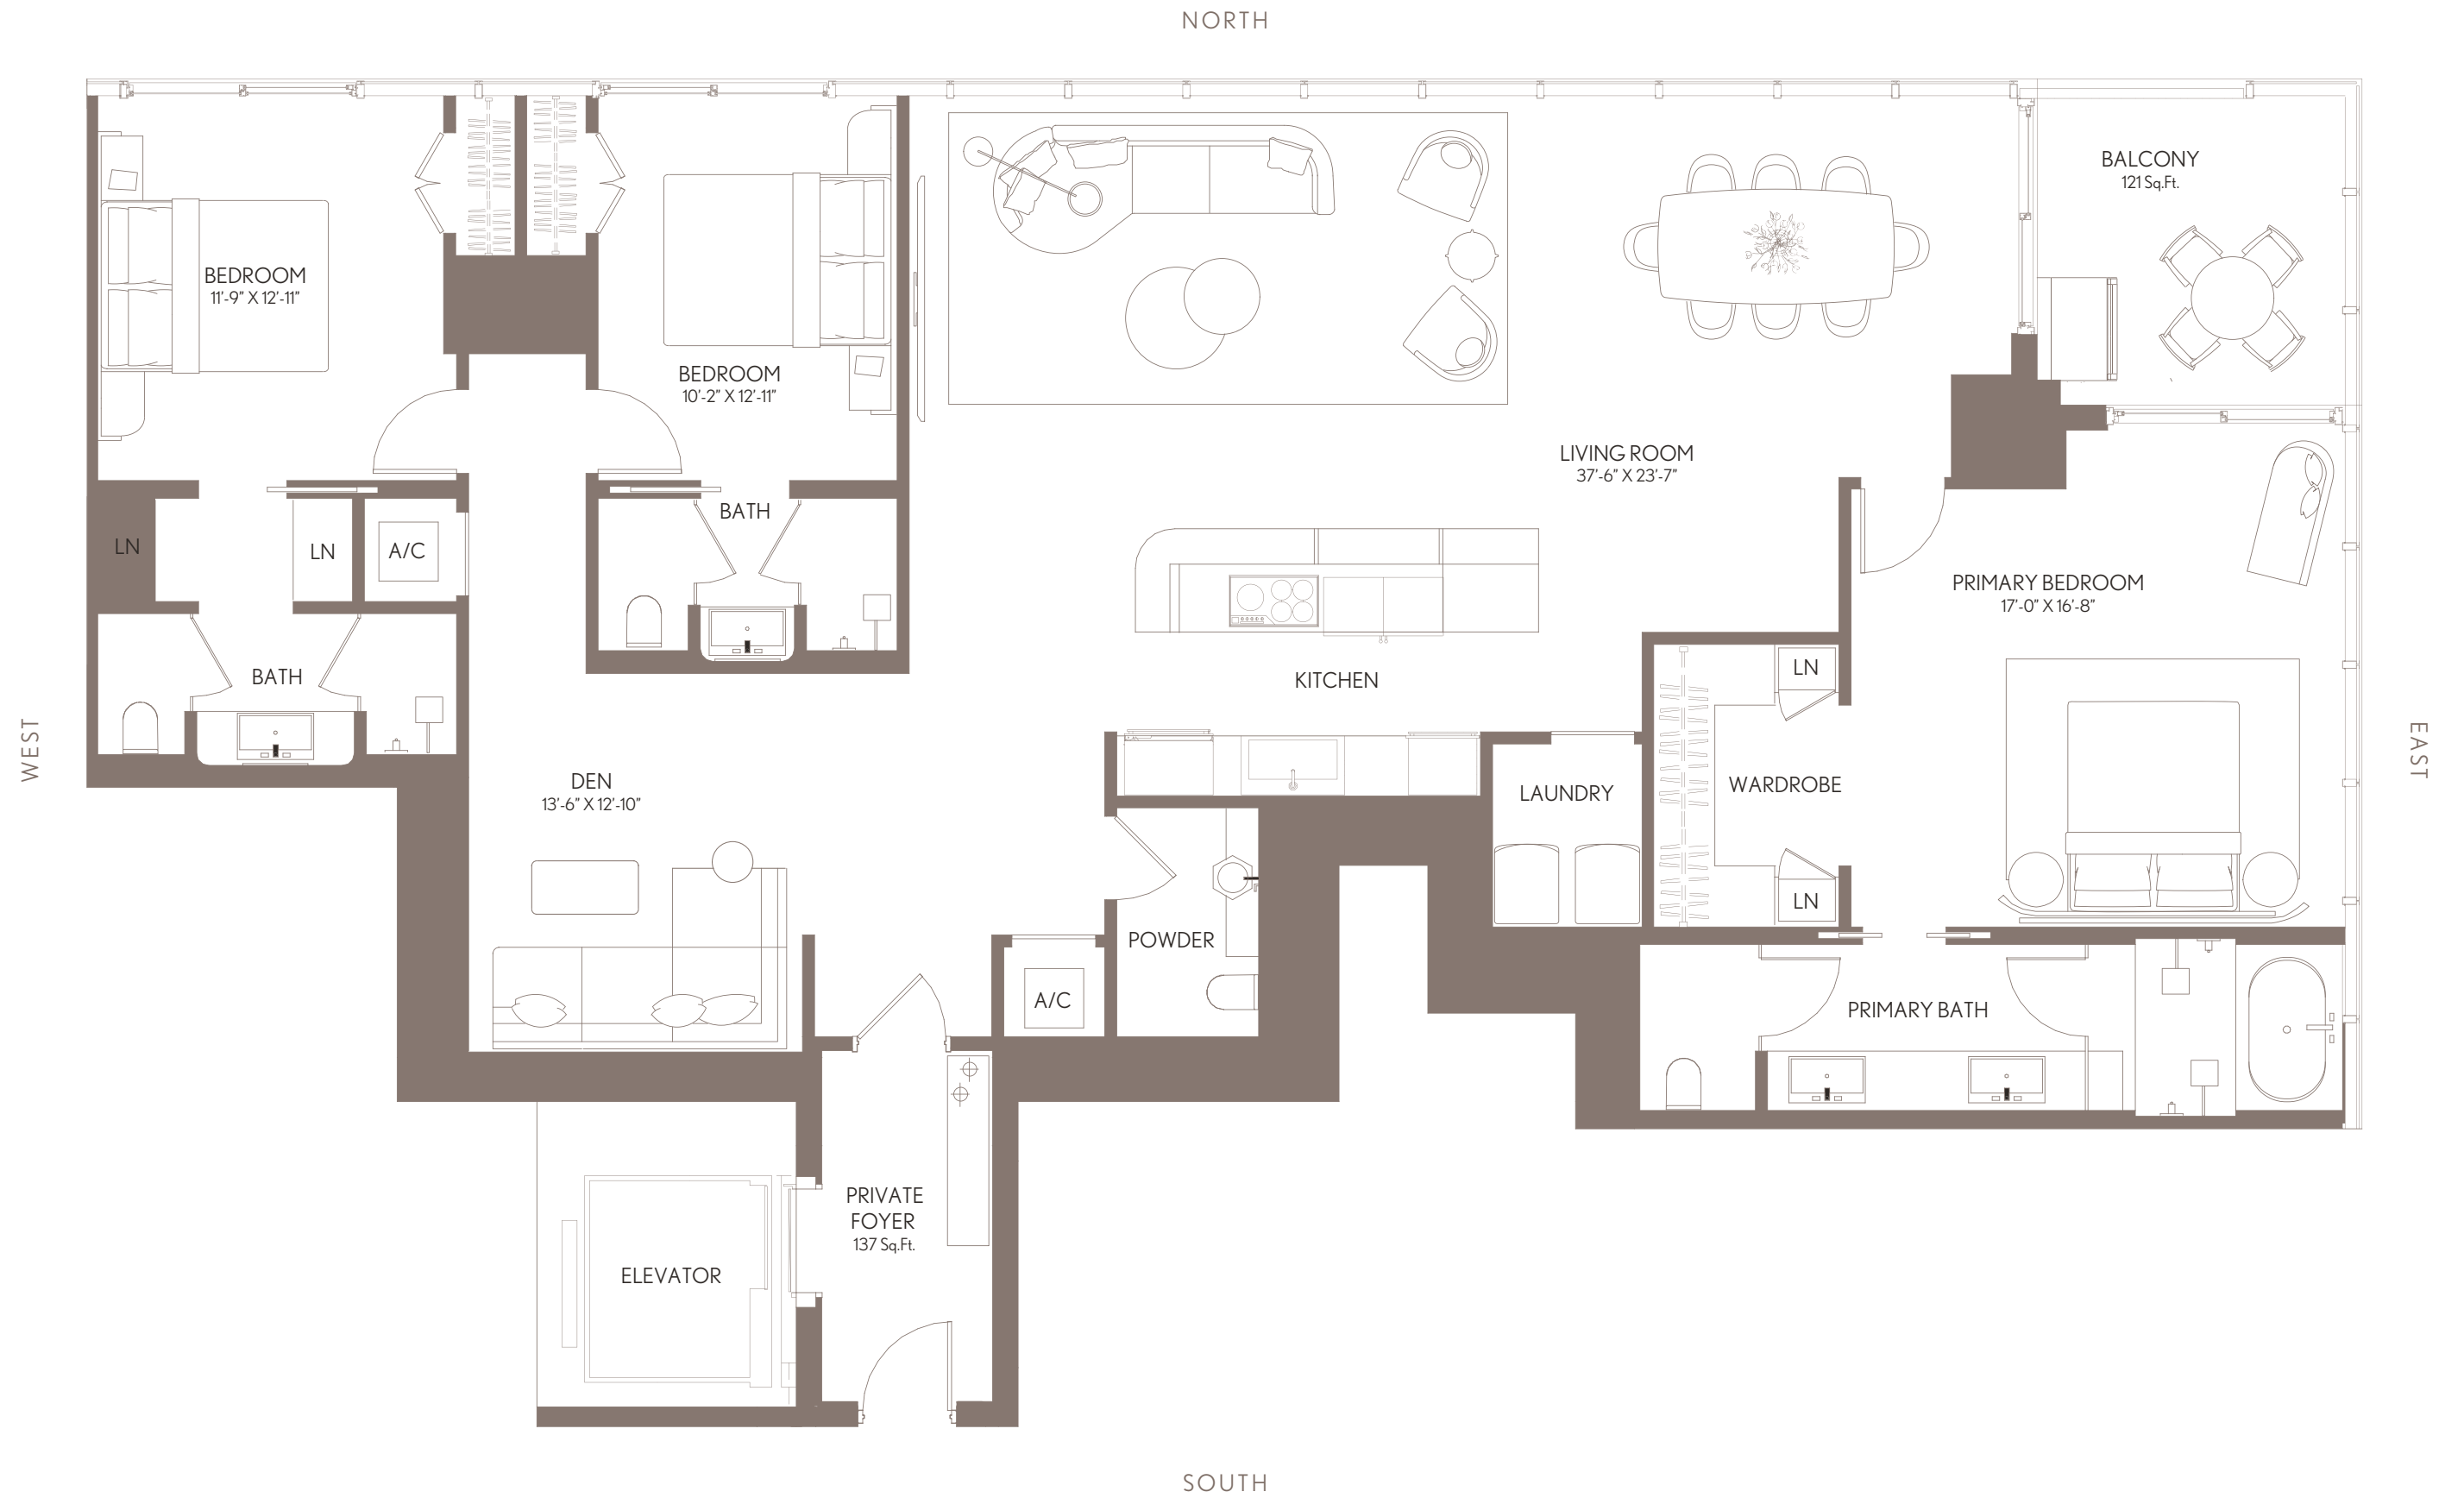 NORTH
BALCONY
121 Sq.Ft.
BEDROOM
11'-9" X 12'-11"
BEDROOM
10'-2" X 12'-11"
LIVING ROOM
37'-6" X 23'-7"
BATH
LN
LN
A/C
PRIMARY BEDROOM
17'-0" X 16'-8"
BATH
KITCHEN
LN
WEST
EAST
DEN
13'-6" X 12'-10"
LAUNDRY
WARDROBE
LN
POWDER
A/C
PRIMARY BATH
PRIVATE
FOYER
137 Sq.Ft.
ELEVATOR
SOUTH